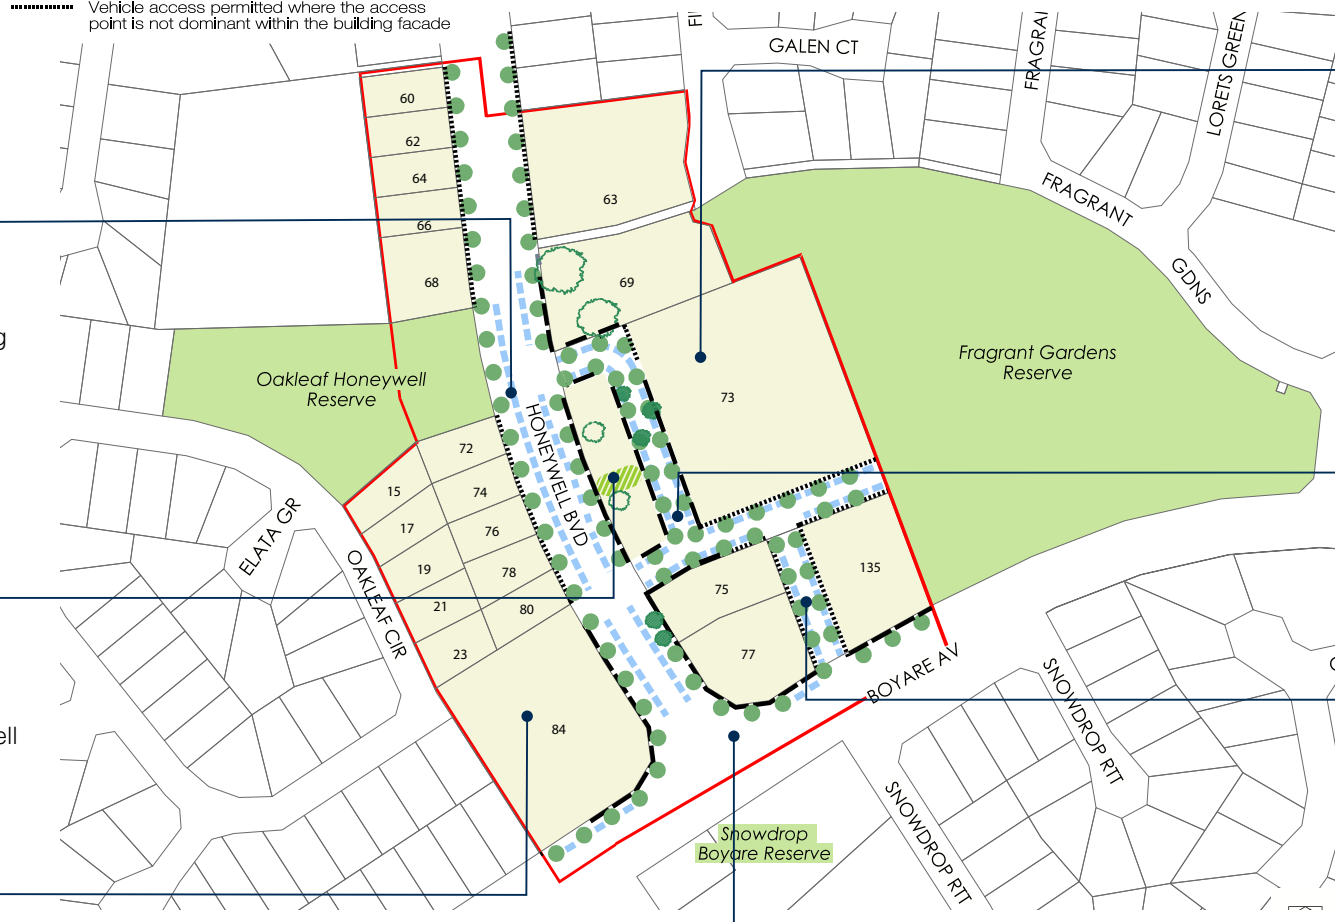 Vehicle access permitted where the access
point is not dominant within the building facade
GALEN CT
FRAGRA
LORETS GREEN
FRAGRANT
GDNS
60
62
64
66
68
63
69
g
Oakleaf Honeywell
Reserve
Fragrant Gardens
Reserve
73
HONEYWELL BVD
72
74
76
78
80
15
17
19
21
23
ELATA GR
OAKLEAF CIR
75
77
135
84
ell
BOYARE AV
SNOWDROP RTT
SNOWDROP RTT
Snowdrop
Boyare Reserve